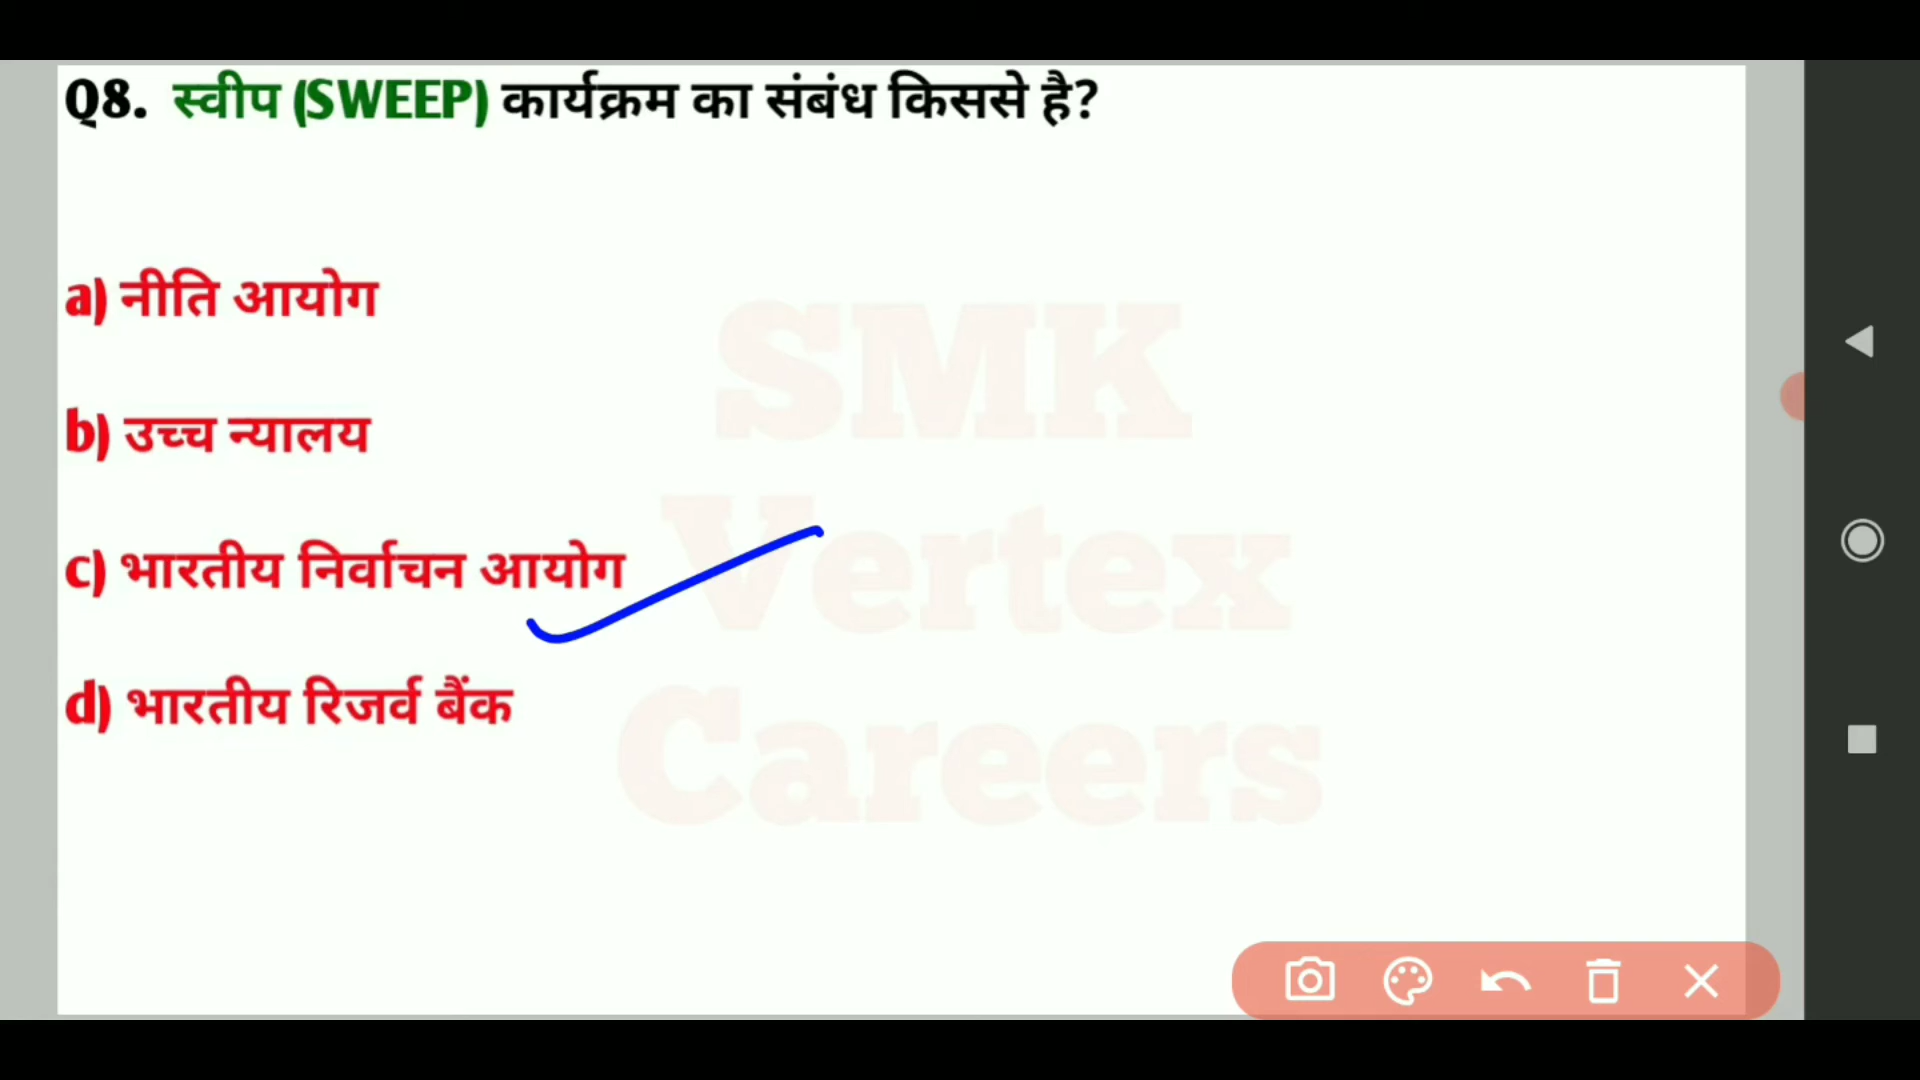 Q8. स्वीप (SWEEP) कार्यक्रम का संबंध किससे है?
a) नीति आयोग
b) उच्च न्यालय
c) भारतीय निर्वाचन आयोग
d) भारतीय रिजर्व बैंक
SMK
Vertex
Careers